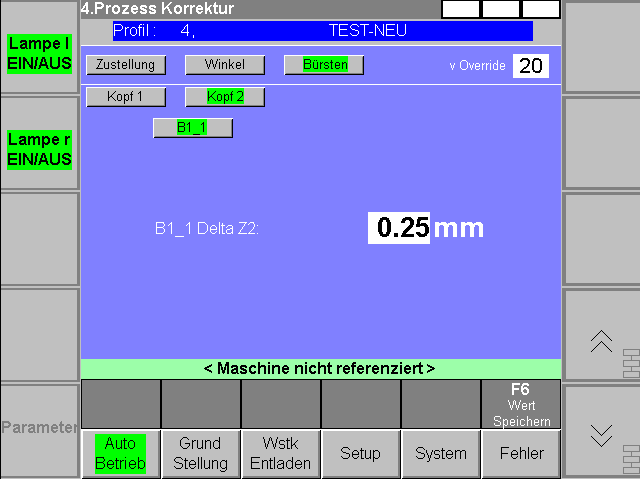 4.Prozess Korrektur
Profil : 4, TEST-NEU
Lampe l
EIN/AUS
Zustellung Winkel Bürsten v Override 20
Kopf 1 Kopf 2
B1_1
Lampe r
EIN/AUS
B1_1 Delta Z2: 0.25 mm
< Maschine nicht referenziert >
F6
Wert
Speichern
Parameter
Auto
Betrieb
Grund
Stellung
Wstk
Entladen
Setup
System
Fehler